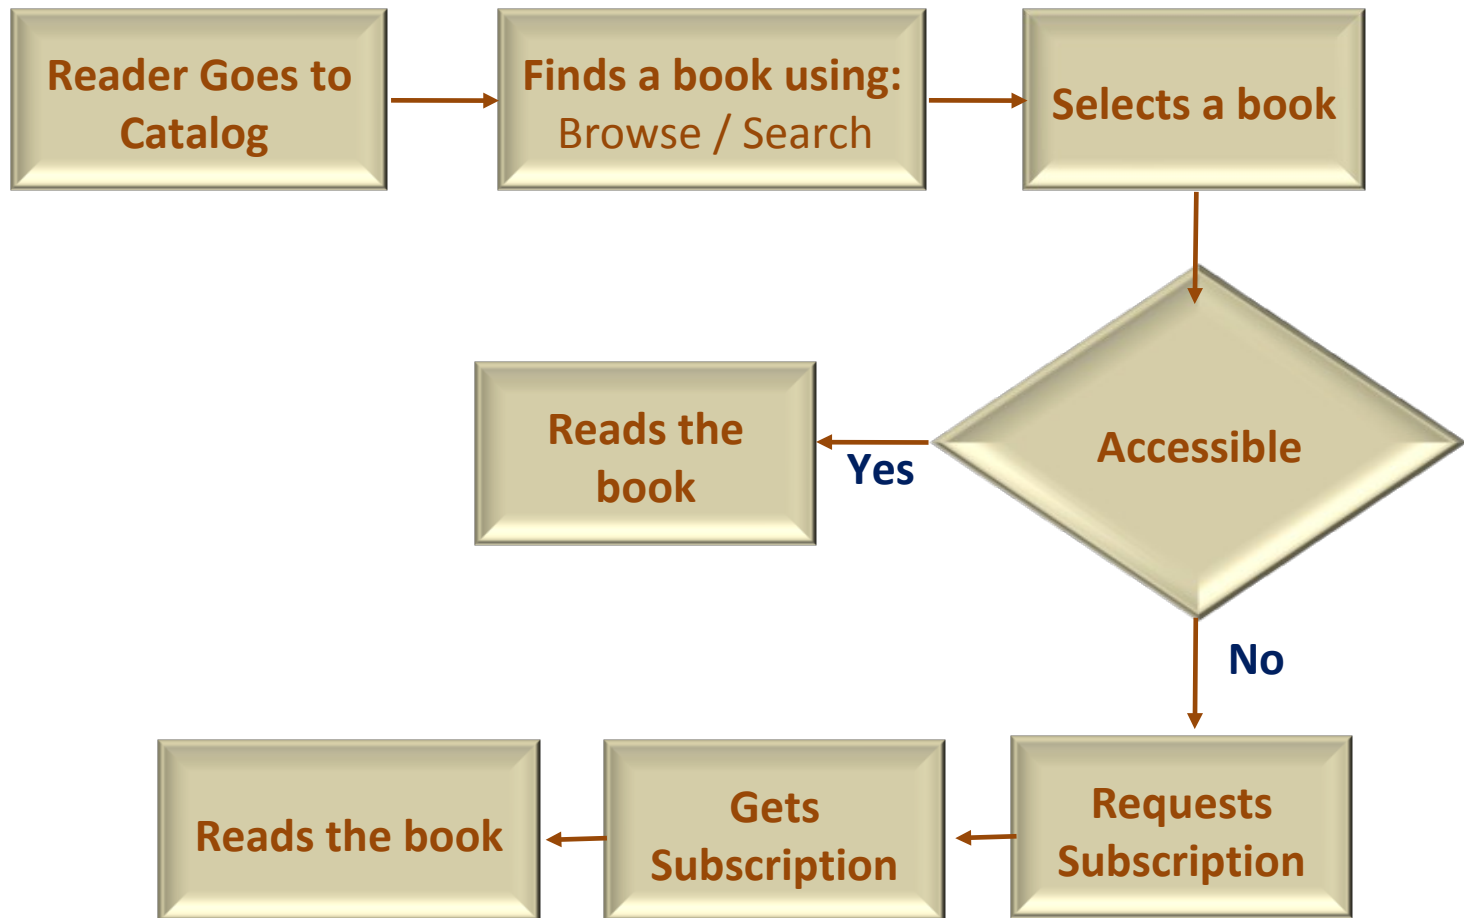 Reader Goes to
Catalog
Finds a book using:
Browse / Search
Selects a book
Accessible
Yes
Reads the
book
No
Requests
Subscription
Gets
Subscription
Reads the book